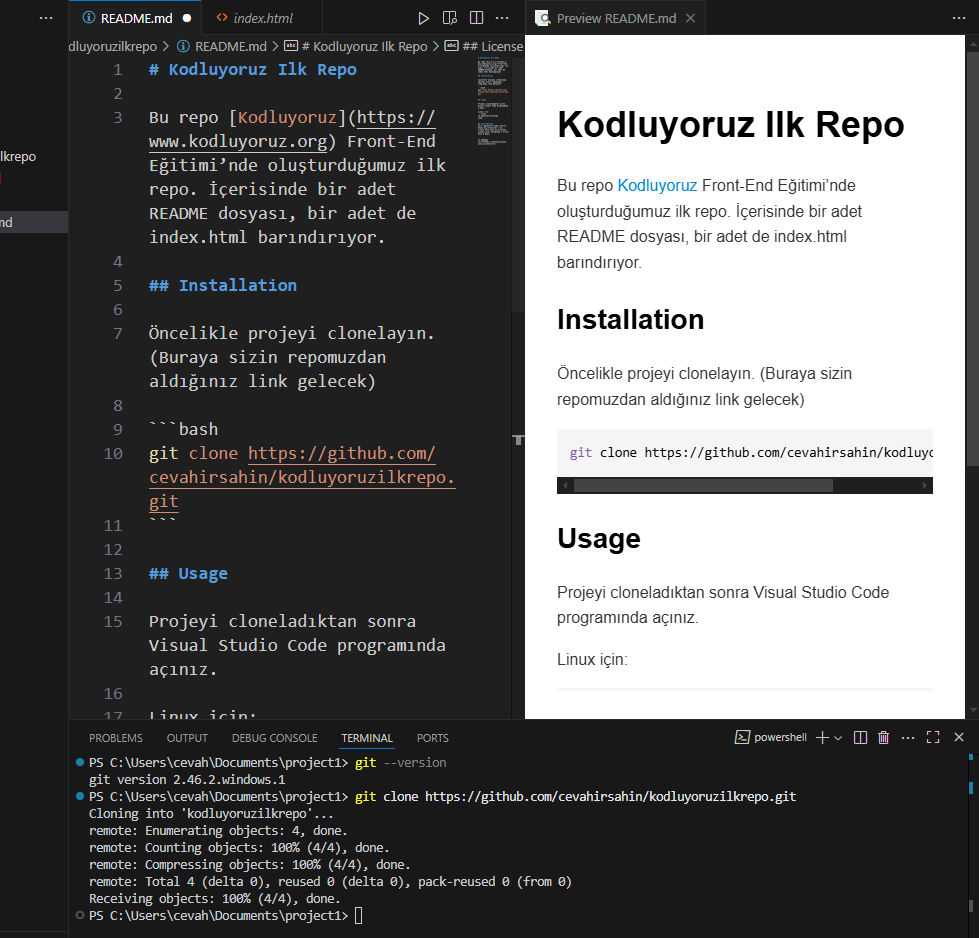 README.md
index.html
Preview README.md
dluyoruzilkrepo > README.md > # Kodluyoruz Ilk Repo > ## License
lkrepo
md
1 # Kodluyoruz Ilk Repo
2
3 Bu repo [Kodluyoruz](https://
www.kodluyoruz.org) Front-End
Eğitimi’nde oluşturduğumuz ilk
repo. İçerisinde bir adet
README dosyası, bir adet de
index.html barındırıyor.
4
5 ## Installation
6
7 Öncelikle projeyi clonelayın.
(Buraya sizin repomuzdan
aldığınız link gelecek)
8
9 ```bash
10 git clone https://github.com/
cevahirsahin/kodluyoruzilkrepo.
git
11 ```
12
13 ## Usage
14
15 Projeyi cloneladıktan sonra
Visual Studio Code programında
açınız.
16
17 Linux için:
Kodluyoruz Ilk Repo
Bu repo Kodluyoruz Front-End Eğitimi’nde
oluşturduğumuz ilk repo. İçerisinde bir adet
README dosyası, bir adet de index.html
barındırıyor.
Installation
Öncelikle projeyi clonelayın. (Buraya sizin
repomuzdan aldığınız link gelecek)
git clone https://github.com/cevahirsahin/kodluyo
Usage
Projeyi cloneladıktan sonra Visual Studio Code
programında açınız.
Linux için:
PROBLEMS OUTPUT DEBUG CONSOLE TERMINAL PORTS
powershell
PS C:\Users\cevah\Documents\project1> git --version
git version 2.46.2.windows.1
PS C:\Users\cevah\Documents\project1> git clone https://github.com/cevahirsahin/kodluyoruzilkrepo.git
Cloning into 'kodluyoruzilkrepo'...
remote: Enumerating objects: 4, done.
remote: Counting objects: 100% (4/4), done.
remote: Compressing objects: 100% (4/4), done.
remote: Total 4 (delta 0), reused 0 (delta 0), pack-reused 0 (from 0)
Receiving objects: 100% (4/4), done.
PS C:\Users\cevah\Documents\project1>